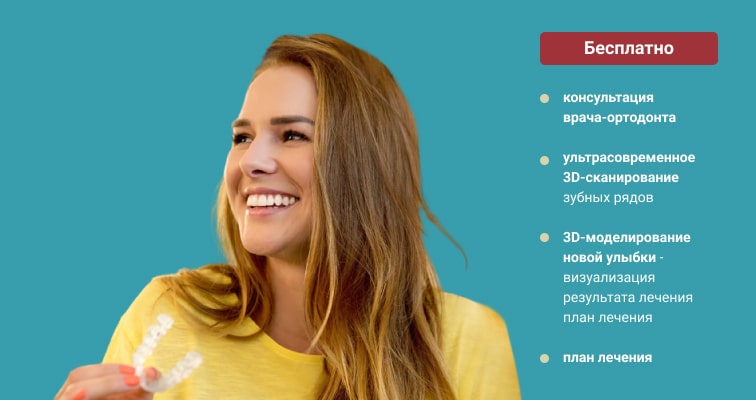 Бесплатно
консультация
врача-ортодонта
ультрасовременное
3D-сканирование
зубных рядов
3D-моделирование
новой улыбки -
визуализация
результата лечения
план лечения
план лечения